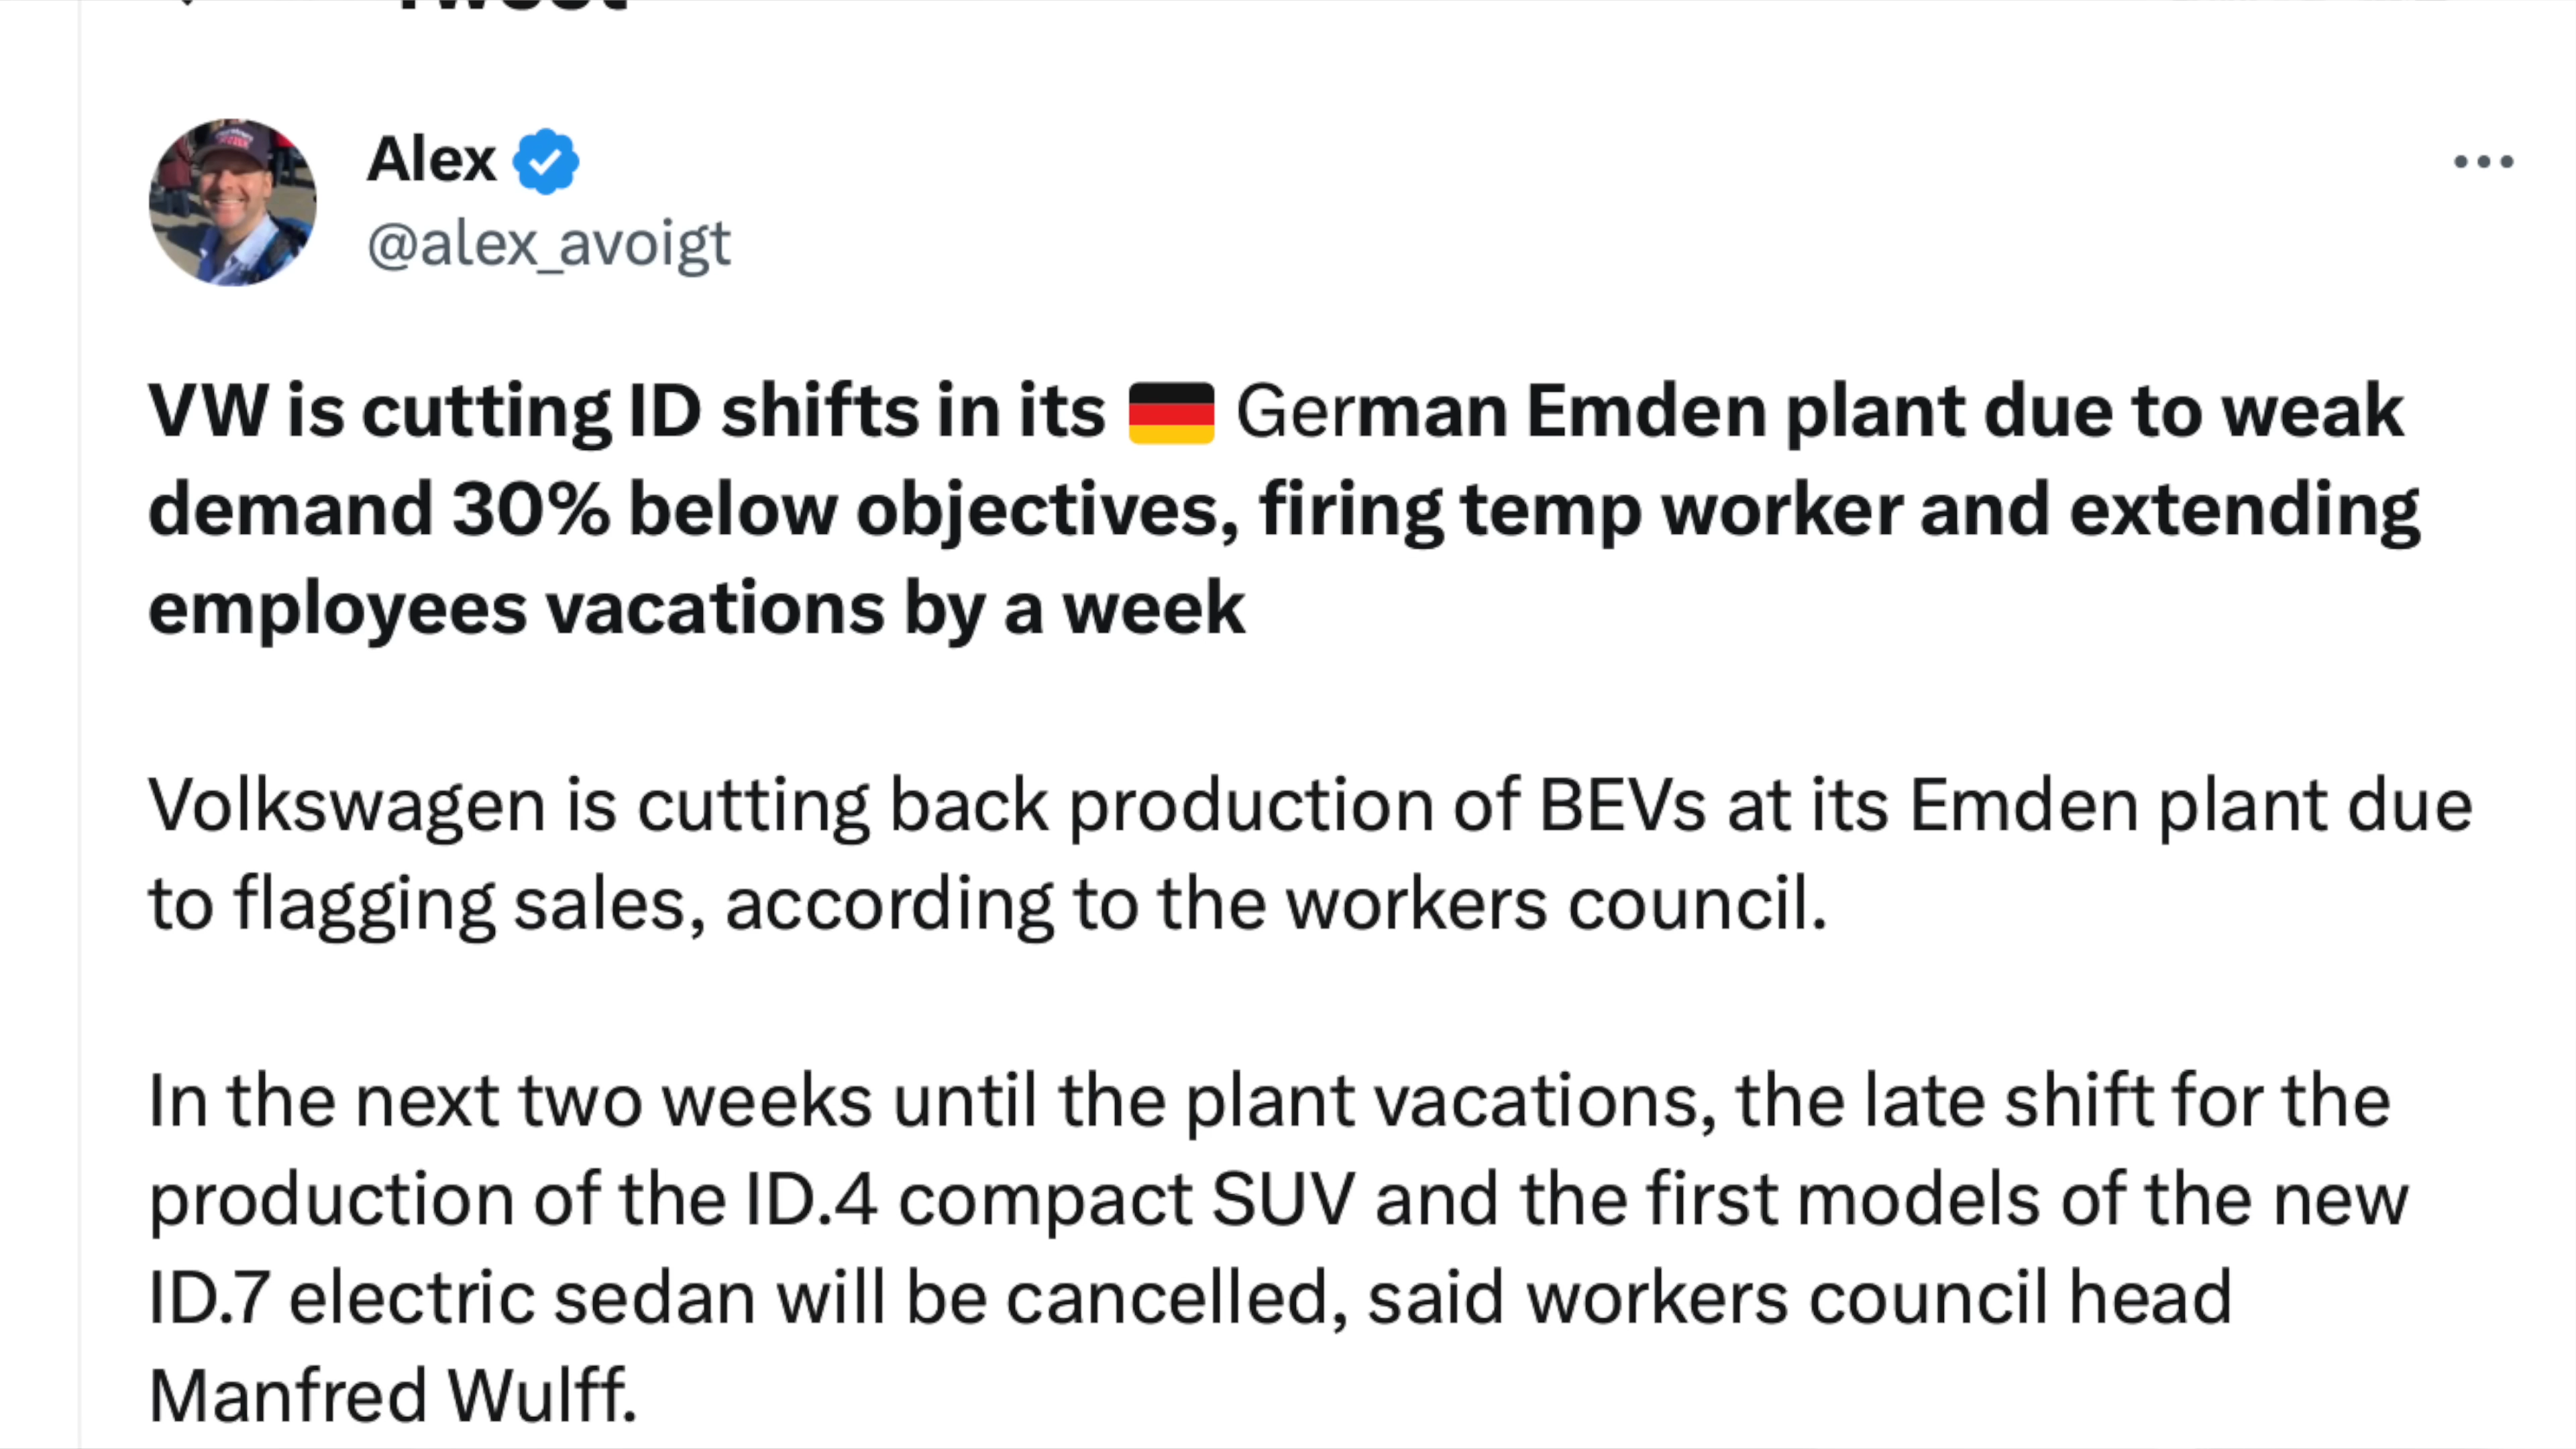 Tweet
Alex
@alex_avoigt
VW is cutting ID shifts in its 🇩🇪 German Emden plant due to weak
demand 30% below objectives, firing temp worker and extending
employees vacations by a week
Volkswagen is cutting back production of BEVs at its Emden plant due
to flagging sales, according to the workers council.
In the next two weeks until the plant vacations, the late shift for the
production of the ID.4 compact SUV and the first models of the new
ID.7 electric sedan will be cancelled, said workers council head
Manfred Wulff.